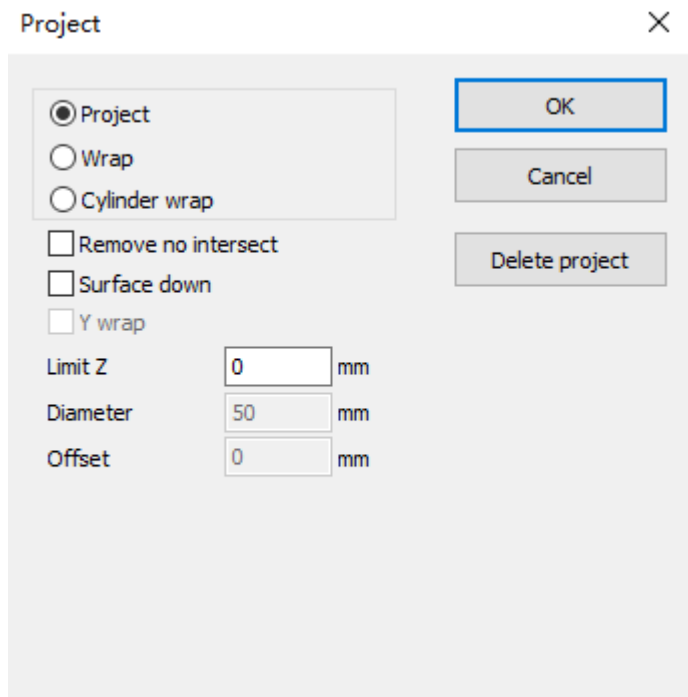 Project
Project
Wrap
Cylinder wrap
Remove no intersect
Surface down
Y wrap
Limit Z 0 mm
Diameter 50 mm
Offset 0 mm
OK
Cancel
Delete project